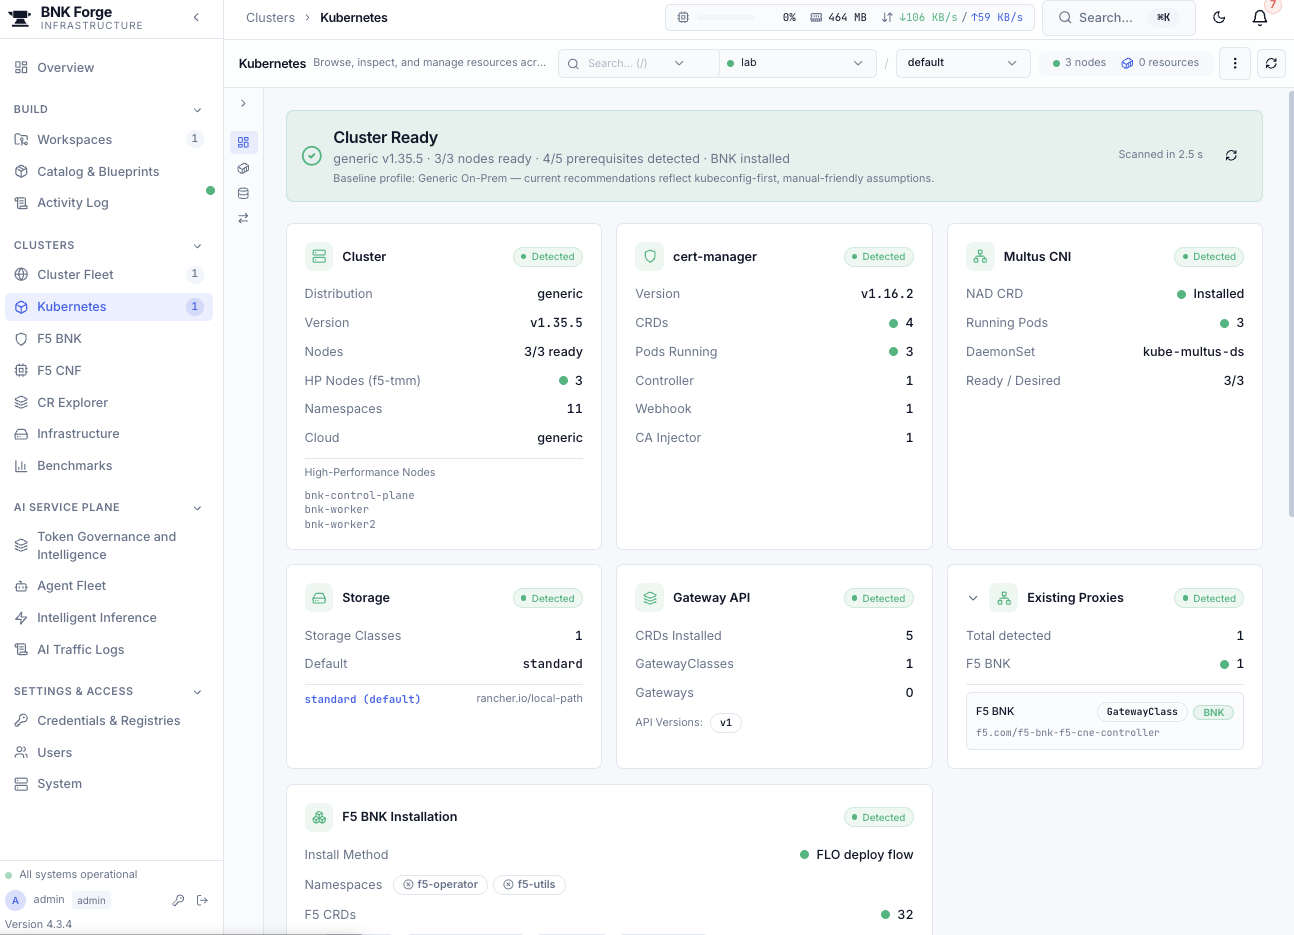 BNK Forge
INFRASTRUCTURE
Clusters › Kubernetes
0% 464 MB ↓106 KB/s / ↑59 KB/s
Search... ⌘K
7
Overview
BUILD
Workspaces 1
Catalog & Blueprints
Activity Log
CLUSTERS
Cluster Fleet 1
Kubernetes 1
F5 BNK
F5 CNF
CR Explorer
Infrastructure
Benchmarks
AI SERVICE PLANE
Token Governance and
Intelligence
Agent Fleet
Intelligent Inference
AI Traffic Logs
SETTINGS & ACCESS
Credentials & Registries
Users
System
All systems operational
A admin admin
Version 4.3.4
Kubernetes Browse, inspect, and manage resources acr...
Search... (/)
lab
/
default
3 nodes 0 resources
Cluster Ready
generic v1.35.5 · 3/3 nodes ready · 4/5 prerequisites detected · BNK installed
Baseline profile: Generic On-Prem — current recommendations reflect kubeconfig-first, manual-friendly assumptions.
Scanned in 2.5 s
Cluster Detected
Distribution generic
Version v1.35.5
Nodes 3/3 ready
HP Nodes (f5-tmm) 3
Namespaces 11
Cloud generic
High-Performance Nodes
bnk-control-plane
bnk-worker
bnk-worker2
cert-manager Detected
Version v1.16.2
CRDs 4
Pods Running 3
Controller 1
Webhook 1
CA Injector 1
Multus CNI Detected
NAD CRD Installed
Running Pods 3
DaemonSet kube-multus-ds
Ready / Desired 3/3
Storage Detected
Storage Classes 1
Default standard
standard (default) rancher.io/local-path
Gateway API Detected
CRDs Installed 5
GatewayClasses 1
Gateways 0
API Versions: v1
Existing Proxies Detected
Total detected 1
F5 BNK 1
F5 BNK GatewayClass BNK
f5.com/f5-bnk-f5-cne-controller
F5 BNK Installation Detected
Install Method FLO deploy flow
Namespaces f5-operator f5-utils
F5 CRDs 32